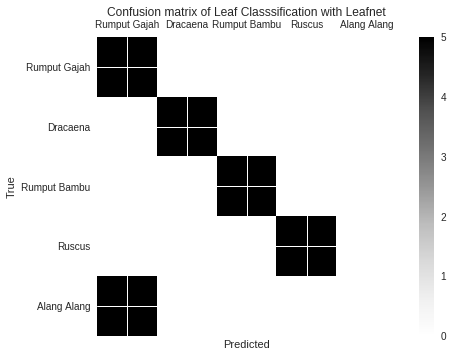 Confusion matrix of Leaf Classsification with Leafnet
Rumput Gajah Dracaena Rumput Bambu Ruscus Alang Alang
Rumput Gajah
Dracaena
Rumput Bambu
Ruscus
Alang Alang
True
Predicted
5
4
3
2
1
0